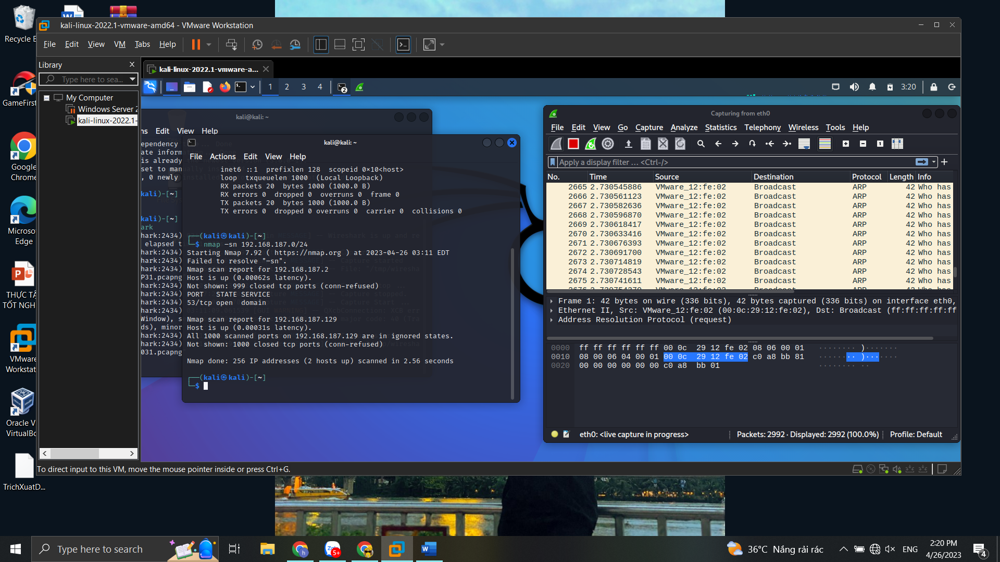 Recycle B
GameFirst
Google
Chrome
Microso
Edge
THỰC TẬ
TỐT NGH
VMware
Workstat
Oracle V
VirtualBo
TrichXuatD...
kali-linux-2022.1-vmware-amd64 - VMware Workstation
File Edit View VM Tabs Help
Library
Type here to sea...
My Computer
Windows Server 2
kali-linux-2022.1-
kali-linux-2022.1-vmware-a...
1 2 3 4 2 3:20
kali@kali: ~
ns Edit View Help
ependency
ate inform
is already
set to man
, 0 newly
kali)-[~]
kali)-[~]
ark
hark:2434)
elapsed t
hark:2434)
hark:2434)
hark:2434)
P31.pcapng
hark:2434)
hark:2434)
hark:2434)
hark:2434)
Window), s
ds), minor
hark:2434)
hark:2434)
031.pcapng
kali@kali: ~
File Actions Edit View Help
inet6 ::1 prefixlen 128 scopeid 0×10<host>
loop txqueuelen 1000 (Local Loopback)
RX packets 20 bytes 1000 (1000.0 B)
RX errors 0 dropped 0 overruns 0 frame 0
TX packets 20 bytes 1000 (1000.0 B)
TX errors 0 dropped 0 overruns 0 carrier 0 collisions 0
┌──(kali㉿kali)-[~]
└─$ nmap –sn 192.168.187.0/24
Starting Nmap 7.92 ( https://nmap.org ) at 2023-04-26 03:11 EDT
Failed to resolve "–sn".
Nmap scan report for 192.168.187.2
Host is up (0.00062s latency).
Not shown: 999 closed tcp ports (conn-refused)
PORT STATE SERVICE
53/tcp open domain
Nmap scan report for 192.168.187.129
Host is up (0.00031s latency).
All 1000 scanned ports on 192.168.187.129 are in ignored states.
Not shown: 1000 closed tcp ports (conn-refused)
Nmap done: 256 IP addresses (2 hosts up) scanned in 2.56 seconds
┌──(kali㉿kali)-[~]
└─$
Capturing from eth0
File Edit View Go Capture Analyze Statistics Telephony Wireless Tools Help
Apply a display filter ... <Ctrl-/>
No. Time Source Destination Protocol Length Info
2665 2.730545886 VMware_12:fe:02 Broadcast ARP 42 Who has
2666 2.730561123 VMware_12:fe:02 Broadcast ARP 42 Who has
2667 2.730582636 VMware_12:fe:02 Broadcast ARP 42 Who has
2668 2.730596870 VMware_12:fe:02 Broadcast ARP 42 Who has
2669 2.730618417 VMware_12:fe:02 Broadcast ARP 42 Who has
2670 2.730633416 VMware_12:fe:02 Broadcast ARP 42 Who has
2671 2.730676393 VMware_12:fe:02 Broadcast ARP 42 Who has
2672 2.730691700 VMware_12:fe:02 Broadcast ARP 42 Who has
2673 2.730714819 VMware_12:fe:02 Broadcast ARP 42 Who has
2674 2.730728543 VMware_12:fe:02 Broadcast ARP 42 Who has
2675 2.730741611 VMware_12:fe:02 Broadcast ARP 42 Who has
2676 2.730754370 VMware_12:fe:02 Broadcast ARP 42 Who has
Frame 1: 42 bytes on wire (336 bits), 42 bytes captured (336 bits) on interface eth0,
Ethernet II, Src: VMware_12:fe:02 (00:0c:29:12:fe:02), Dst: Broadcast (ff:ff:ff:ff:ff
Address Resolution Protocol (request)
0000 ff ff ff ff ff ff 00 0c 29 12 fe 02 08 06 00 01 ········ )·······
0010 08 00 06 04 00 01 00 0c 29 12 fe 02 c0 a8 bb 81 ········ )·······
0020 00 00 00 00 00 00 c0 a8 bb 01 ········ ··
eth0: <live capture in progress> Packets: 2992 · Displayed: 2992 (100.0%) Profile: Default
To direct input to this VM, move the mouse pointer inside or press Ctrl+G.
Type here to search
5+
36°C Nắng rải rác
ENG
2:20 PM
4/26/2023
4